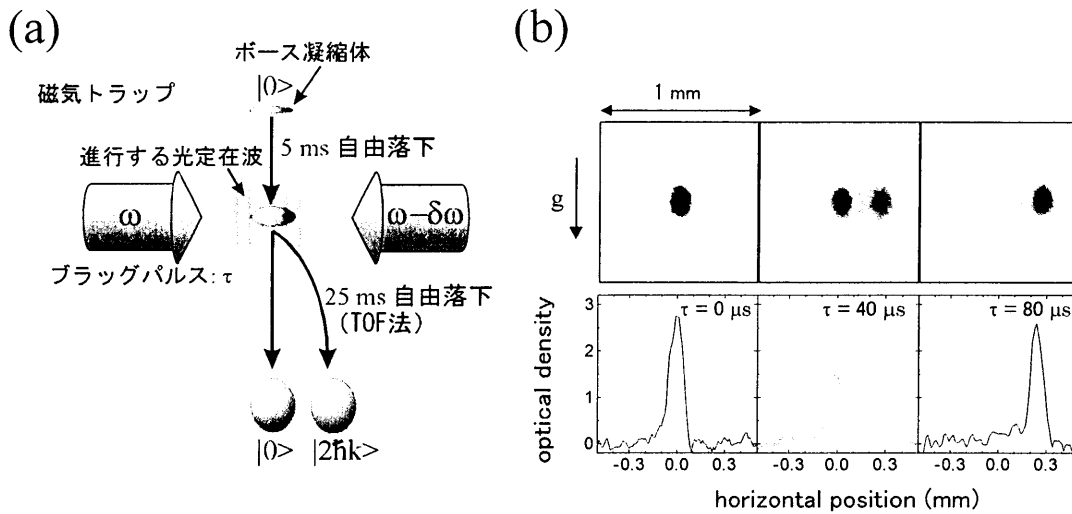 (a)
ボース凝縮体
|0>
磁気トラップ
5 ms 自由落下
進行する光定在波
ω
ω−δω
ブラッグパルス: τ
25 ms 自由落下
(TOF法)
|0>
|2ħk>
(b)
1 mm
g
optical density
3
2
1
0
τ = 0 μs
τ = 40 μs
τ = 80 μs
-0.3 0.0 0.3
-0.3 0.0 0.3
-0.3 0.0 0.3
horizontal position (mm)